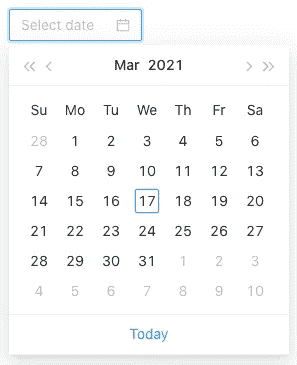 Select date
Mar 2021
Su Mo Tu We Th Fr Sa
28 1 2 3 4 5 6
7 8 9 10 11 12 13
14 15 16 17 18 19 20
21 22 23 24 25 26 27
28 29 30 31 1 2 3
4 5 6 7 8 9 10
Today